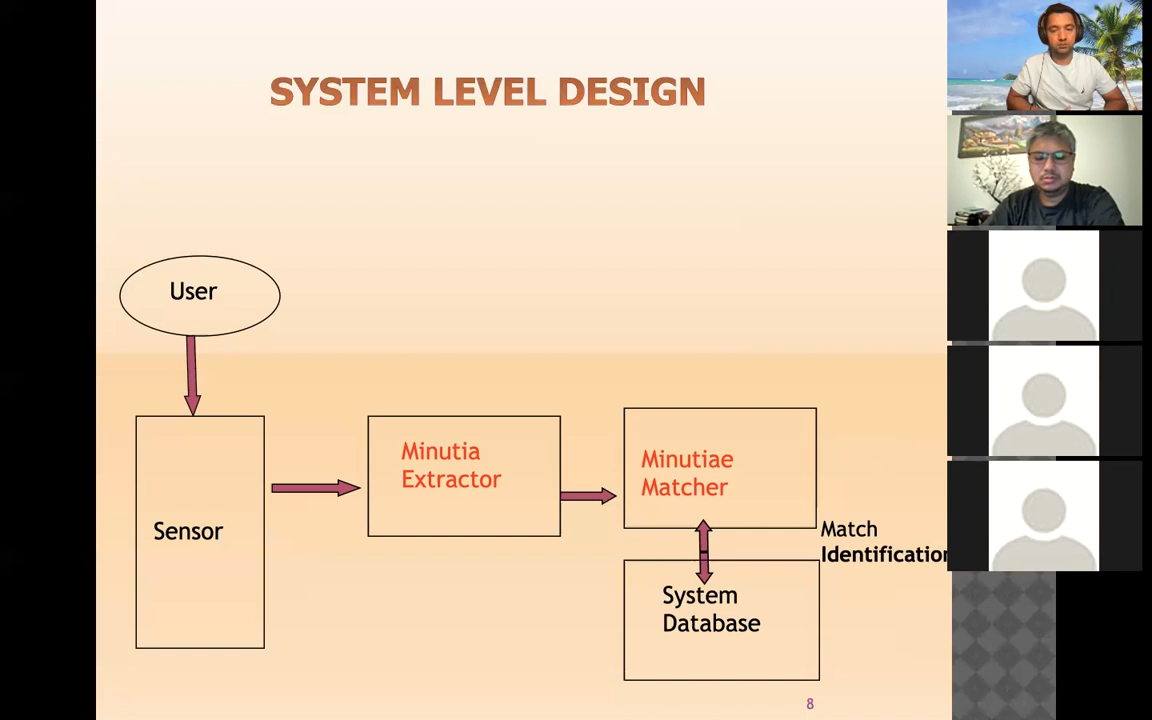 SYSTEM LEVEL DESIGN
User
Sensor
Minutia
Extractor
Minutiae
Matcher
Match
Identification
System
Database
8